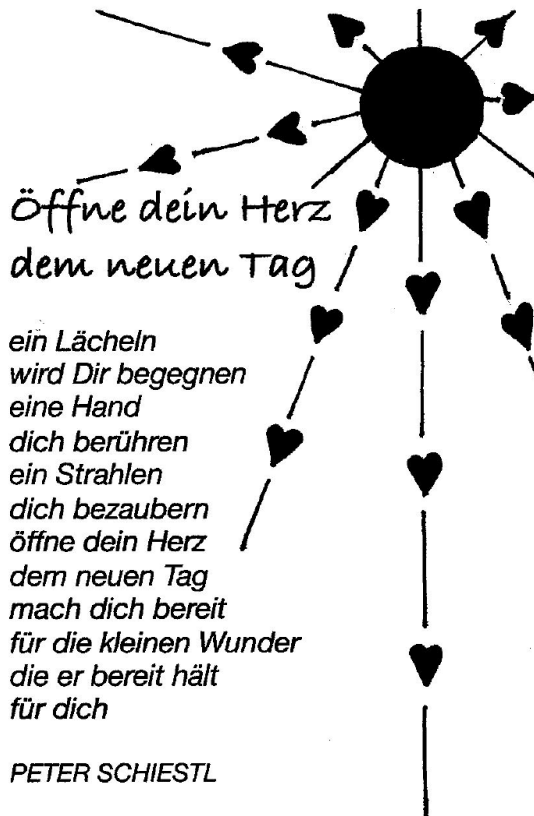 Öffne dein Herz
dem neuen Tag
ein Lächeln
wird Dir begegnen
eine Hand
dich berühren
ein Strahlen
dich bezaubern
öffne dein Herz
dem neuen Tag
mach dich bereit
für die kleinen Wunder
die er bereit hält
für dich
PETER SCHIESTL